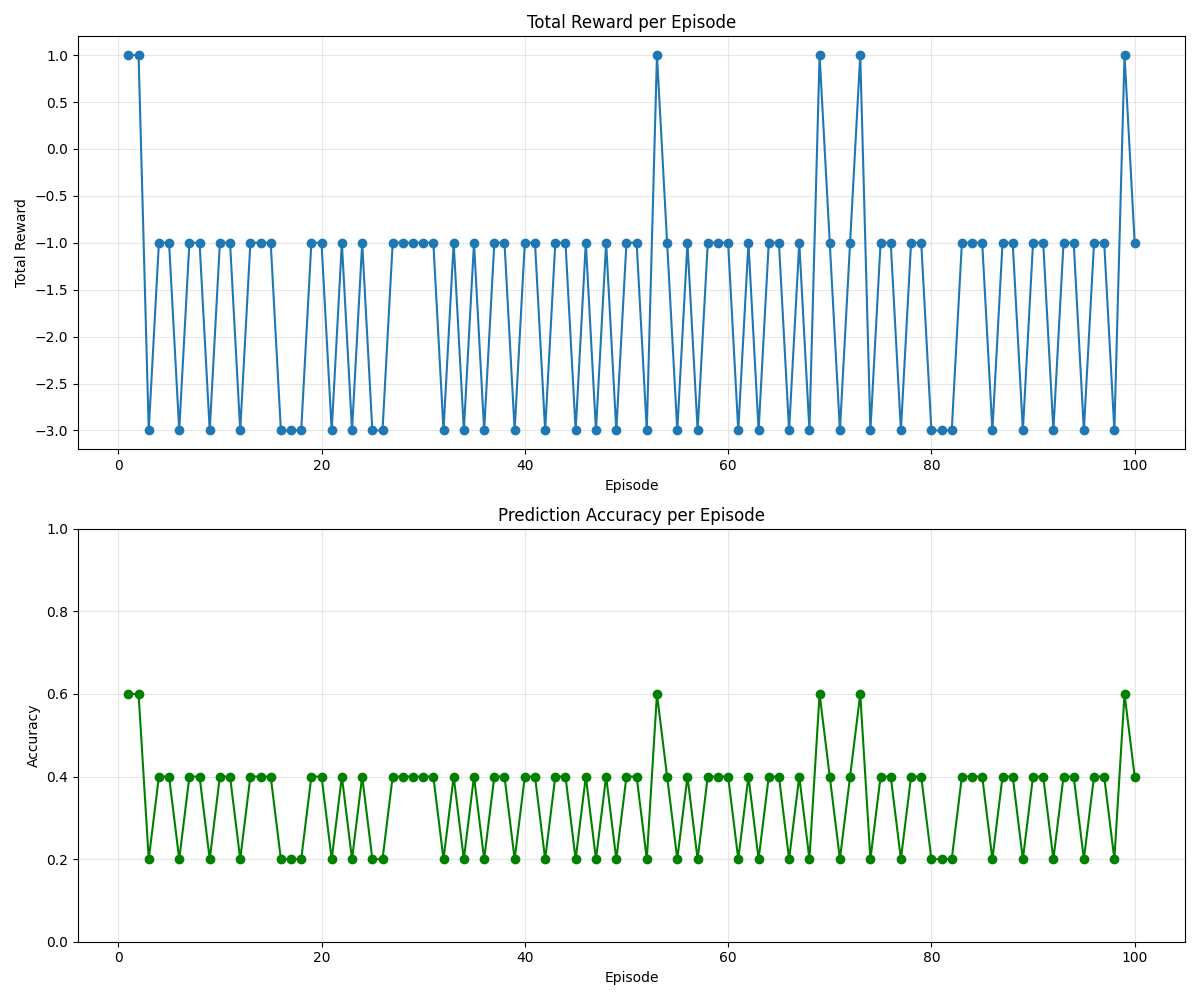 Total Reward per Episode
1.0
0.5
0.0
−0.5
−1.0
−1.5
−2.0
−2.5
−3.0
Total Reward
0 20 40 60 80 100
Episode
Prediction Accuracy per Episode
1.0
0.8
0.6
0.4
0.2
0.0
Accuracy
0 20 40 60 80 100
Episode